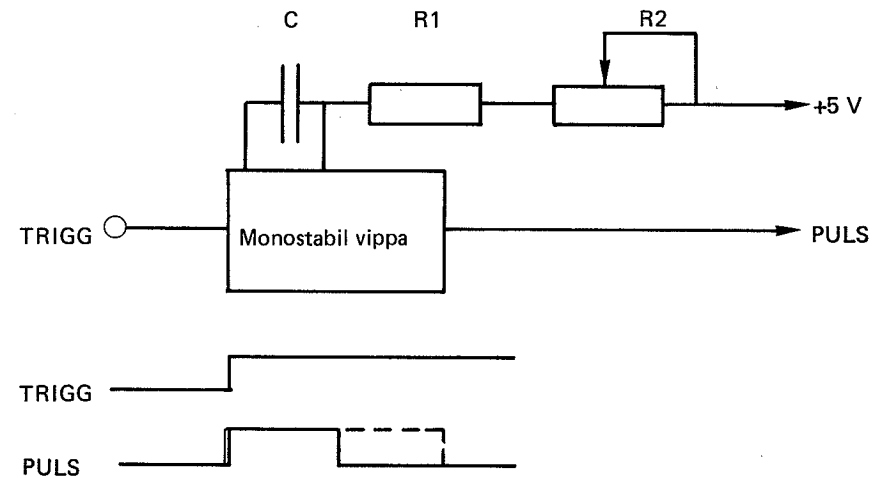 C R1 R2
+5 V
TRIGG Monostabil vippa PULS
TRIGG
PULS